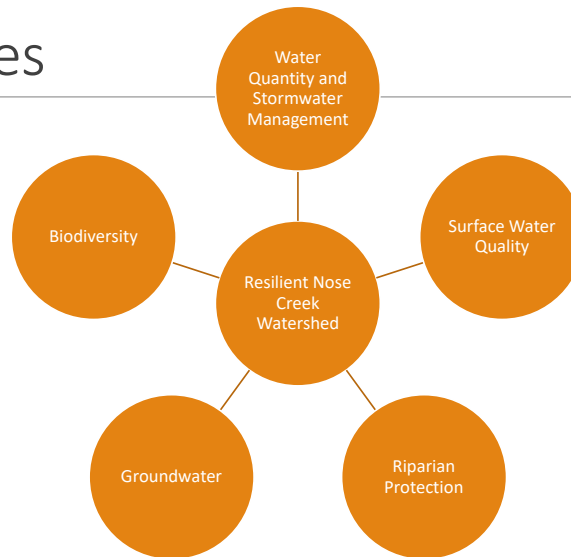 es
Water
Quantity and
Stormwater
Management
Biodiversity
Surface Water
Quality
Resilient Nose
Creek
Watershed
Groundwater
Riparian
Protection